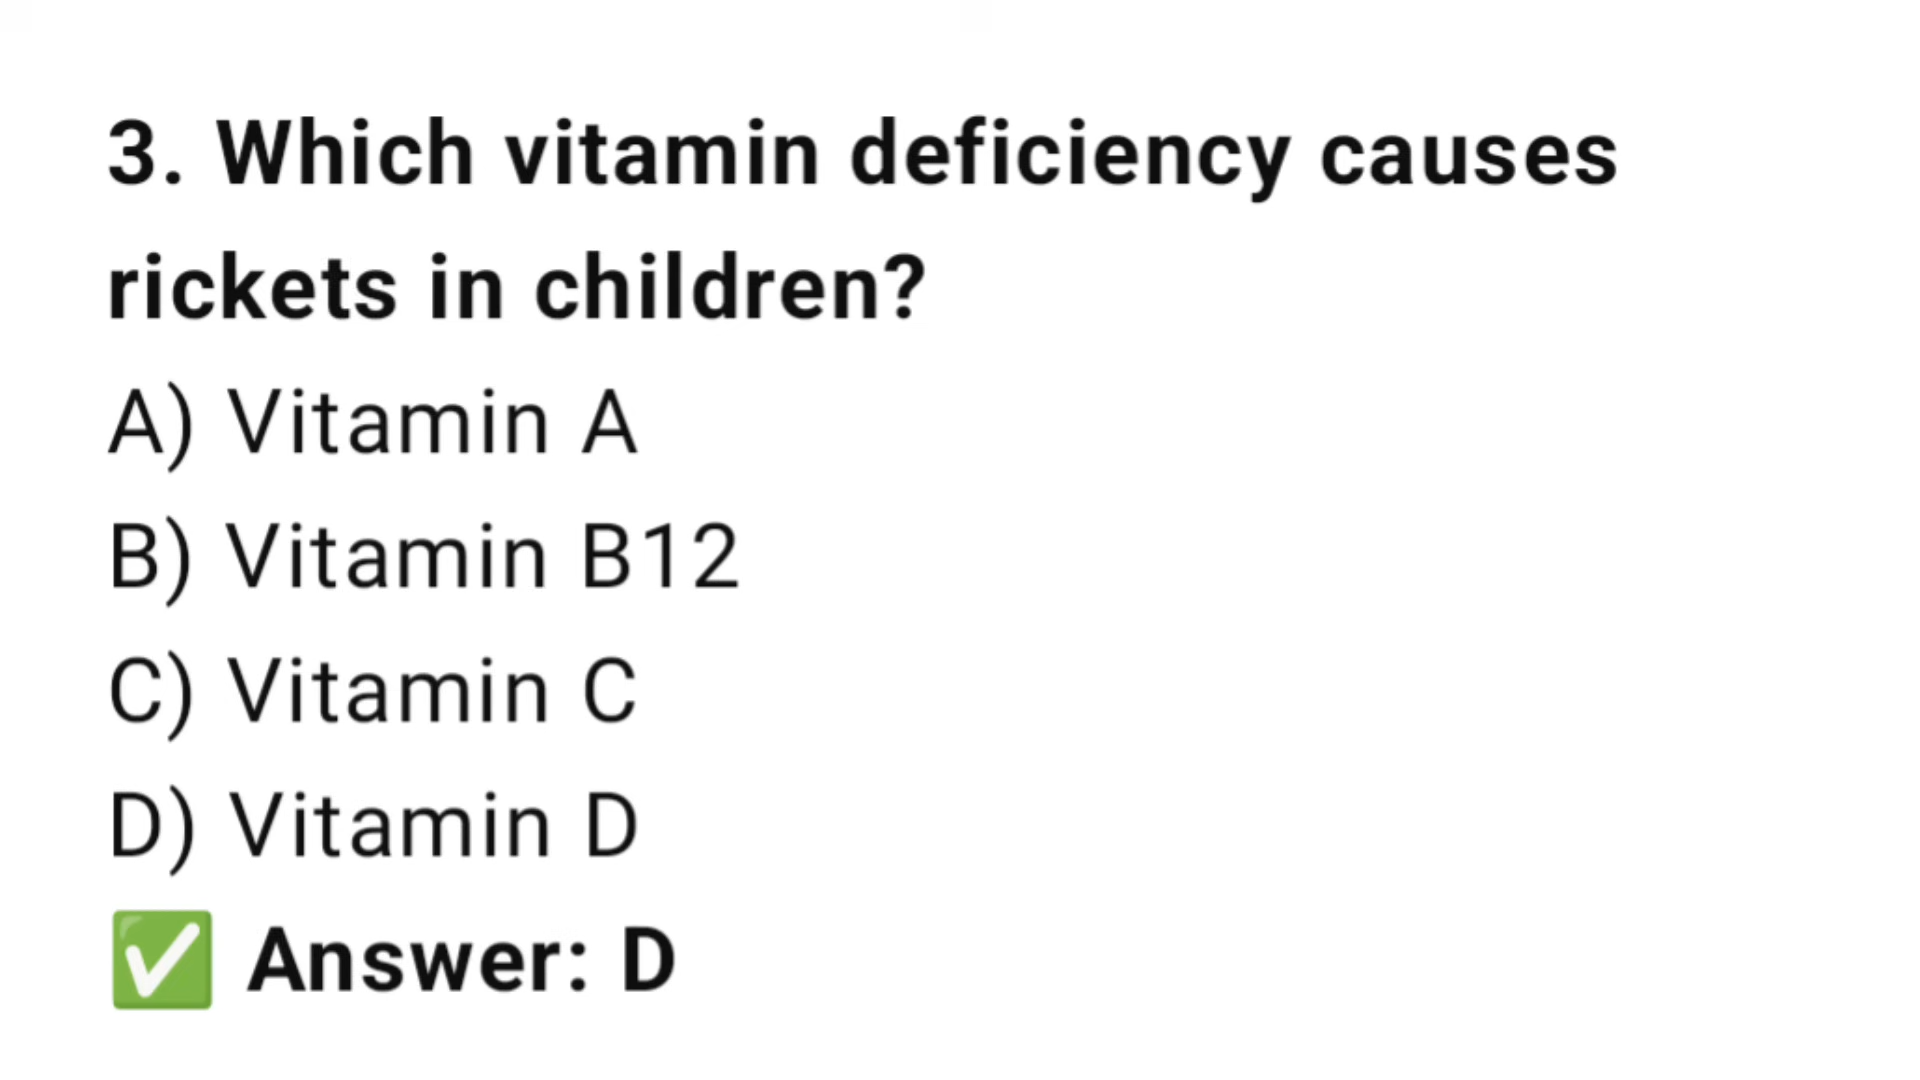 3. Which vitamin deficiency causes
rickets in children?
A) Vitamin A
B) Vitamin B12
C) Vitamin C
D) Vitamin D
✅ Answer: D